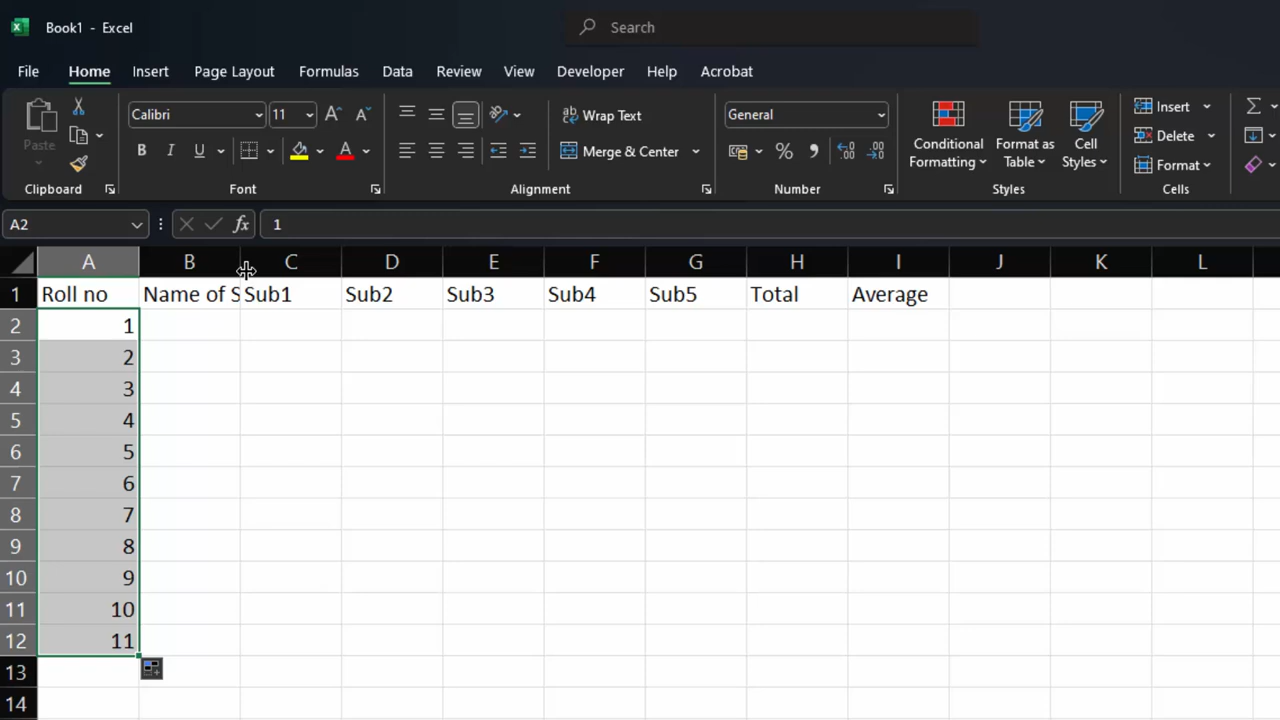 Book1 - Excel
Search
File Home Insert Page Layout Formulas Data Review View Developer Help Acrobat
Calibri 11 ab Wrap Text General Insert
Paste Conditional Formatting Format as Table Cell Styles Delete
B I U A Merge & Center % Format
Clipboard Font Alignment Number Styles Cells
A2 fx 1
A B C D E F G H I J K L
1 Roll no Name of S Sub1 Sub2 Sub3 Sub4 Sub5 Total Average
2 1
3 2
4 3
5 4
6 5
7 6
8 7
9 8
10 9
11 10
12 11
13
14